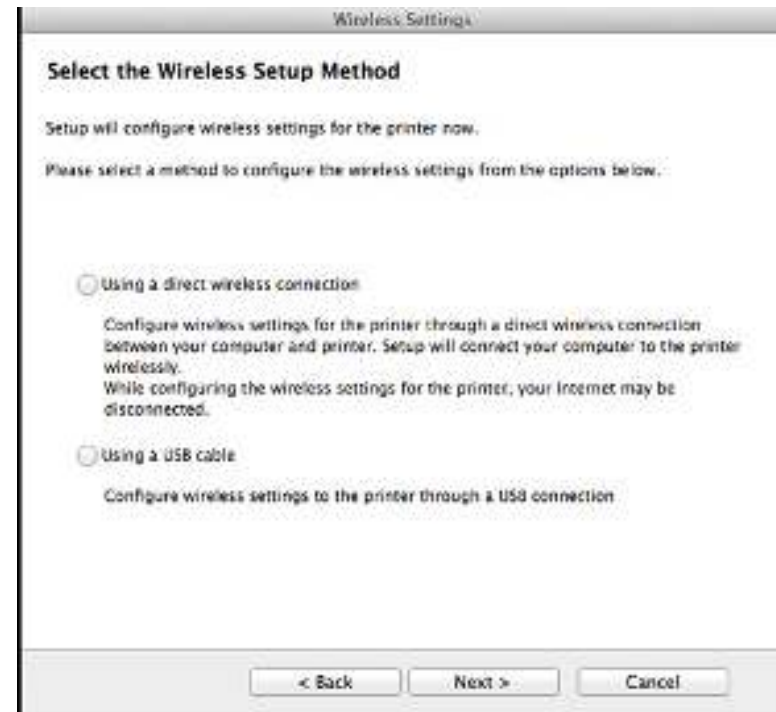 Wireless Settings
Select the Wireless Setup Method
Setup will configure wireless settings for the printer now.
Please select a method to configure the wireless settings from the options below.
Using a direct wireless connection
Configure wireless settings for the printer through a direct wireless connection
between your computer and printer. Setup will connect your computer to the printer
wirelessly.
While configuring the wireless settings for the printer, your Internet may be
disconnected.
Using a USB cable
Configure wireless settings to the printer through a USB connection
< Back Next > Cancel